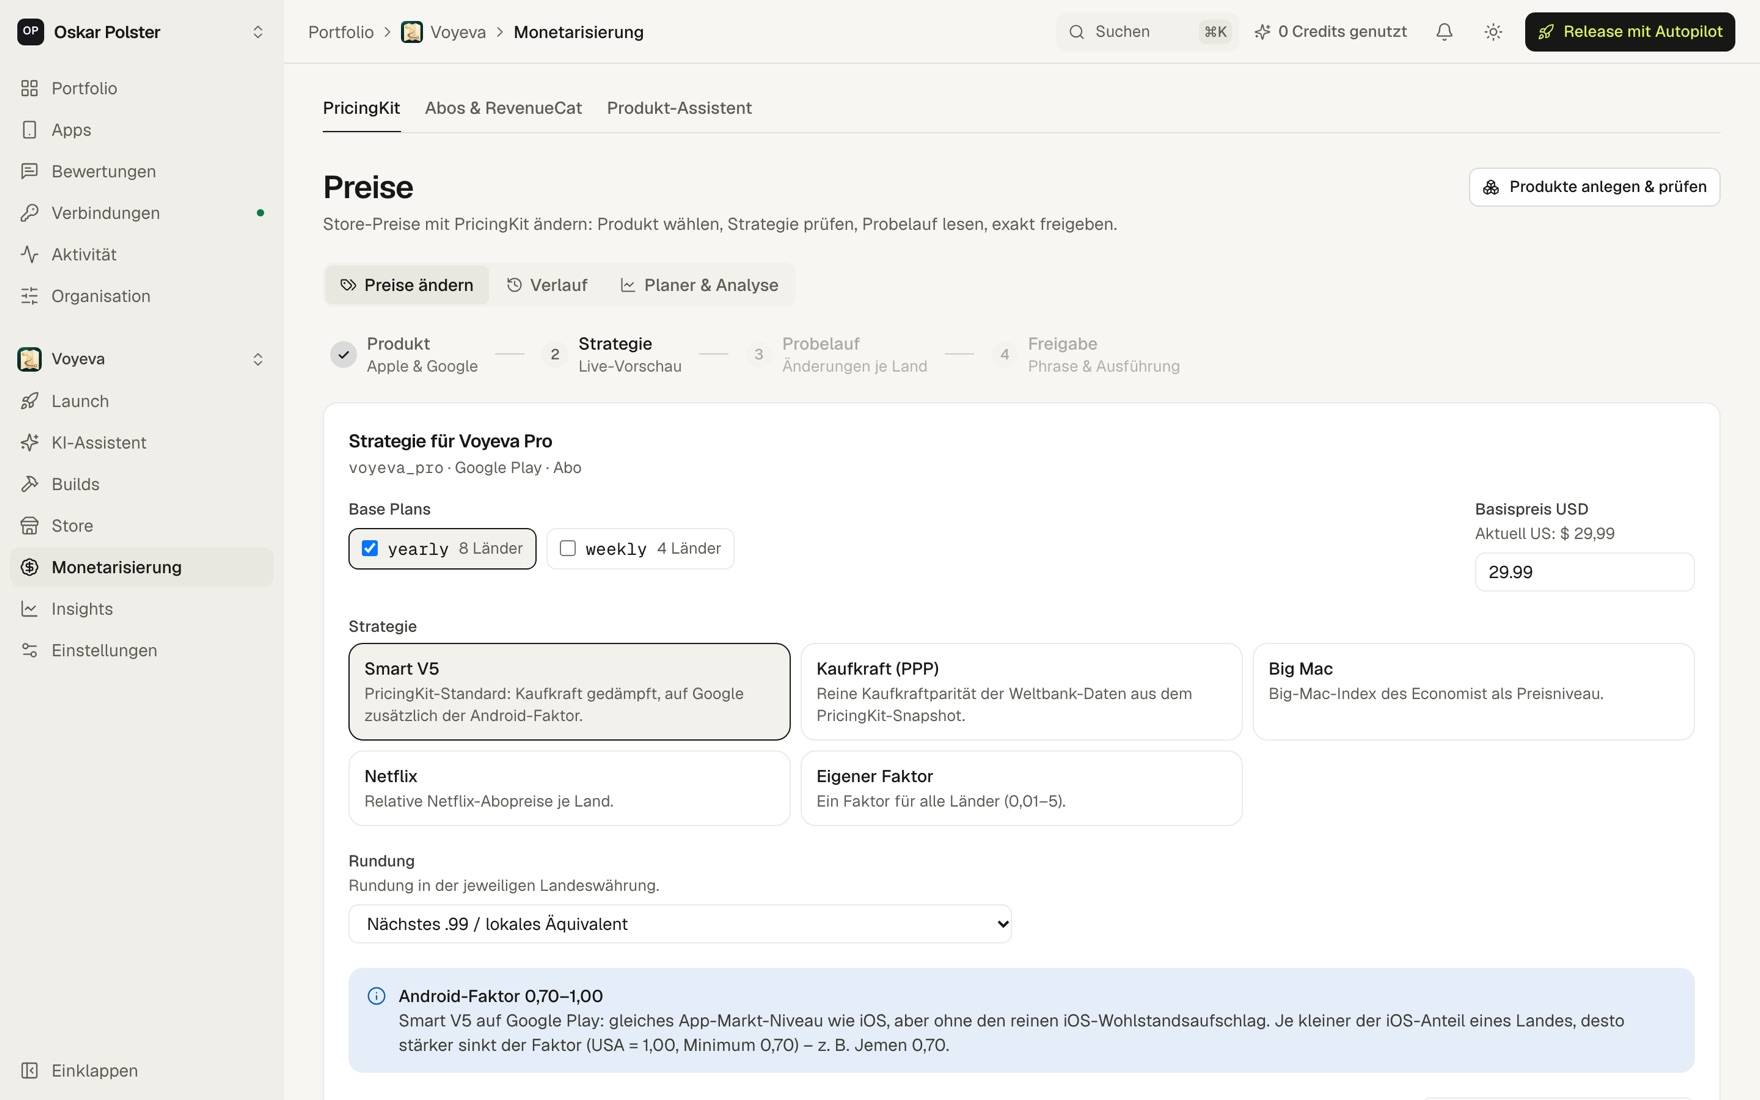 OP Oskar Polster
Portfolio
Apps
Bewertungen
Verbindungen
Aktivität
Organisation
Voyeva
Launch
KI-Assistent
Builds
Store
Monetarisierung
Insights
Einstellungen
Einklappen
Portfolio > Voyeva > Monetarisierung
Suchen ⌘K
0 Credits genutzt
Release mit Autopilot
PricingKit Abos & RevenueCat Produkt-Assistent
Preise
Produkte anlegen & prüfen
Store-Preise mit PricingKit ändern: Produkt wählen, Strategie prüfen, Probelauf lesen, exakt freigeben.
Preise ändern Verlauf Planer & Analyse
Produkt
Apple & Google
2 Strategie
Live-Vorschau
3 Probelauf
Änderungen je Land
4 Freigabe
Phrase & Ausführung
Strategie für Voyeva Pro
voyeva_pro · Google Play · Abo
Base Plans
yearly 8 Länder
weekly 4 Länder
Basispreis USD
Aktuell US: $ 29,99
29.99
Strategie
Smart V5
PricingKit-Standard: Kaufkraft gedämpft, auf Google
zusätzlich der Android-Faktor.
Kaufkraft (PPP)
Reine Kaufkraftparität der Weltbank-Daten aus dem
PricingKit-Snapshot.
Big Mac
Big-Mac-Index des Economist als Preisniveau.
Netflix
Relative Netflix-Abopreise je Land.
Eigener Faktor
Ein Faktor für alle Länder (0,01–5).
Rundung
Rundung in der jeweiligen Landeswährung.
Nächstes .99 / lokales Äquivalent
Android-Faktor 0,70–1,00
Smart V5 auf Google Play: gleiches App-Markt-Niveau wie iOS, aber ohne den reinen iOS-Wohlstandsaufschlag. Je kleiner der iOS-Anteil eines Landes, desto
stärker sinkt der Faktor (USA = 1,00, Minimum 0,70) – z. B. Jemen 0,70.